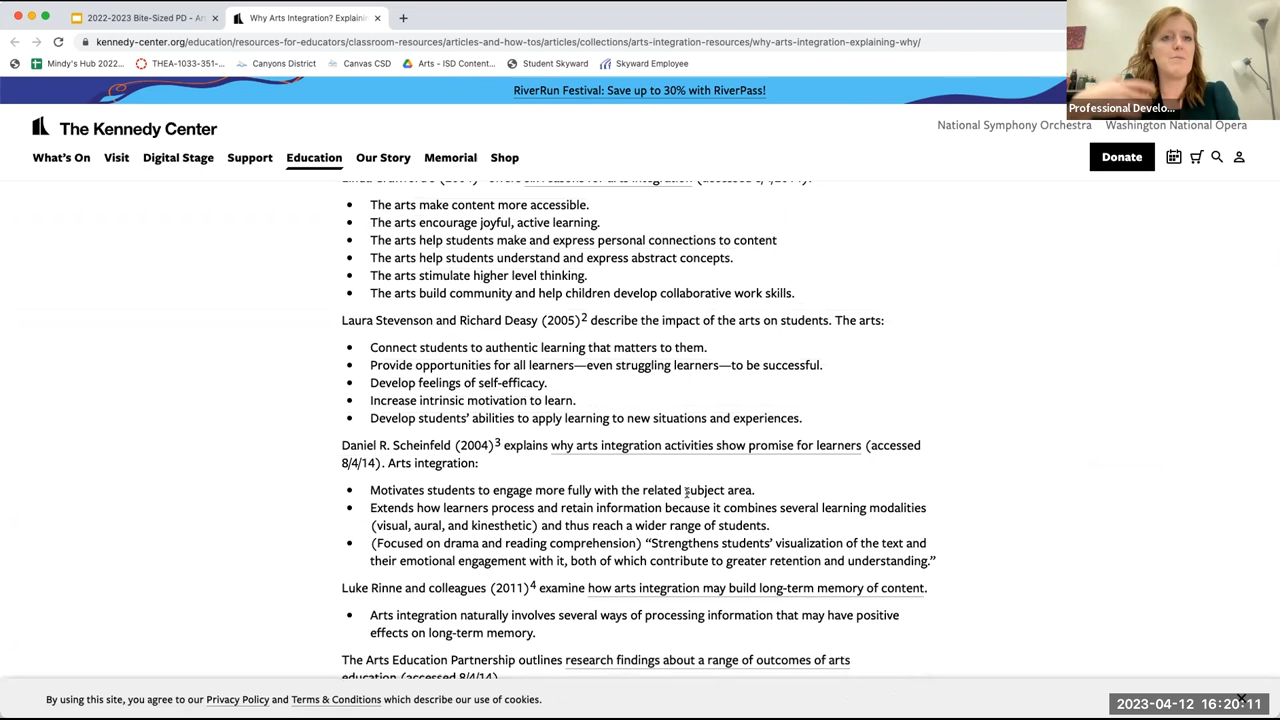 2022-2023 Bite-Sized PD - Ar
Why Arts Integration? Explainin
kennedy-center.org/education/resources-for-educators/classroom-resources/articles-and-how-tos/articles/collections/arts-integration-resources/why-arts-integration-explaining-why/
Mindy's Hub 2022...
THEA-1033-351-...
Canyons District
Canvas CSD
Arts - ISD Content...
Student Skyward
Skyward Employee
Professional Develo...
RiverRun Festival: Save up to 30% with RiverPass!
The Kennedy Center
National Symphony Orchestra
Washington National Opera
What's On
Visit
Digital Stage
Support
Education
Our Story
Memorial
Shop
Donate
• The arts make content more accessible.
• The arts encourage joyful, active learning.
• The arts help students make and express personal connections to content
• The arts help students understand and express abstract concepts.
• The arts stimulate higher level thinking.
• The arts build community and help children develop collaborative work skills.
Laura Stevenson and Richard Deasy (2005)2 describe the impact of the arts on students. The arts:
• Connect students to authentic learning that matters to them.
• Provide opportunities for all learners—even struggling learners—to be successful.
• Develop feelings of self-efficacy.
• Increase intrinsic motivation to learn.
• Develop students' abilities to apply learning to new situations and experiences.
Daniel R. Scheinfeld (2004)3 explains why arts integration activities show promise for learners (accessed
8/4/14). Arts integration:
• Motivates students to engage more fully with the related subject area.
• Extends how learners process and retain information because it combines several learning modalities
(visual, aural, and kinesthetic) and thus reach a wider range of students.
• (Focused on drama and reading comprehension) “Strengthens students' visualization of the text and
their emotional engagement with it, both of which contribute to greater retention and understanding.”
Luke Rinne and colleagues (2011)4 examine how arts integration may build long-term memory of content.
• Arts integration naturally involves several ways of processing information that may have positive
effects on long-term memory.
The Arts Education Partnership outlines research findings about a range of outcomes of arts
education (accessed 8/4/14)
By using this site, you agree to our Privacy Policy and Terms & Conditions which describe our use of cookies.
2023-04-12 16:20:11